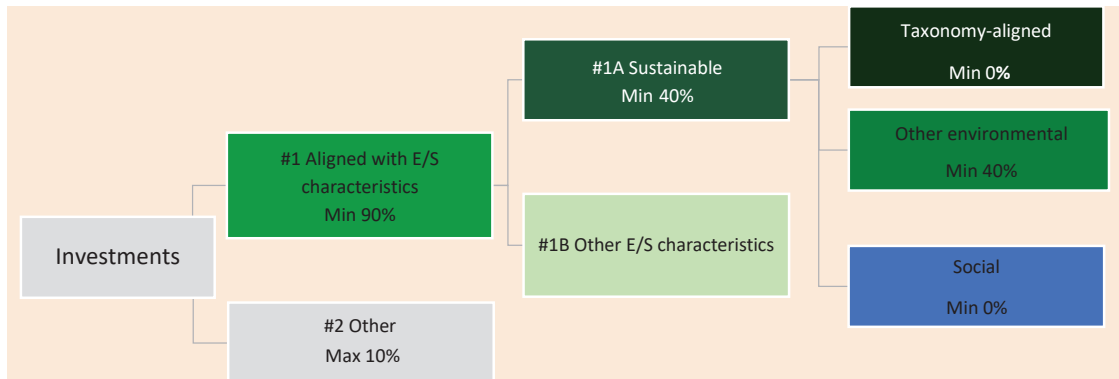 Investments
#1 Aligned with E/S
characteristics
Min 90%
#2 Other
Max 10%
#1A Sustainable
Min 40%
#1B Other E/S characteristics
Taxonomy-aligned
Min 0%
Other environmental
Min 40%
Social
Min 0%